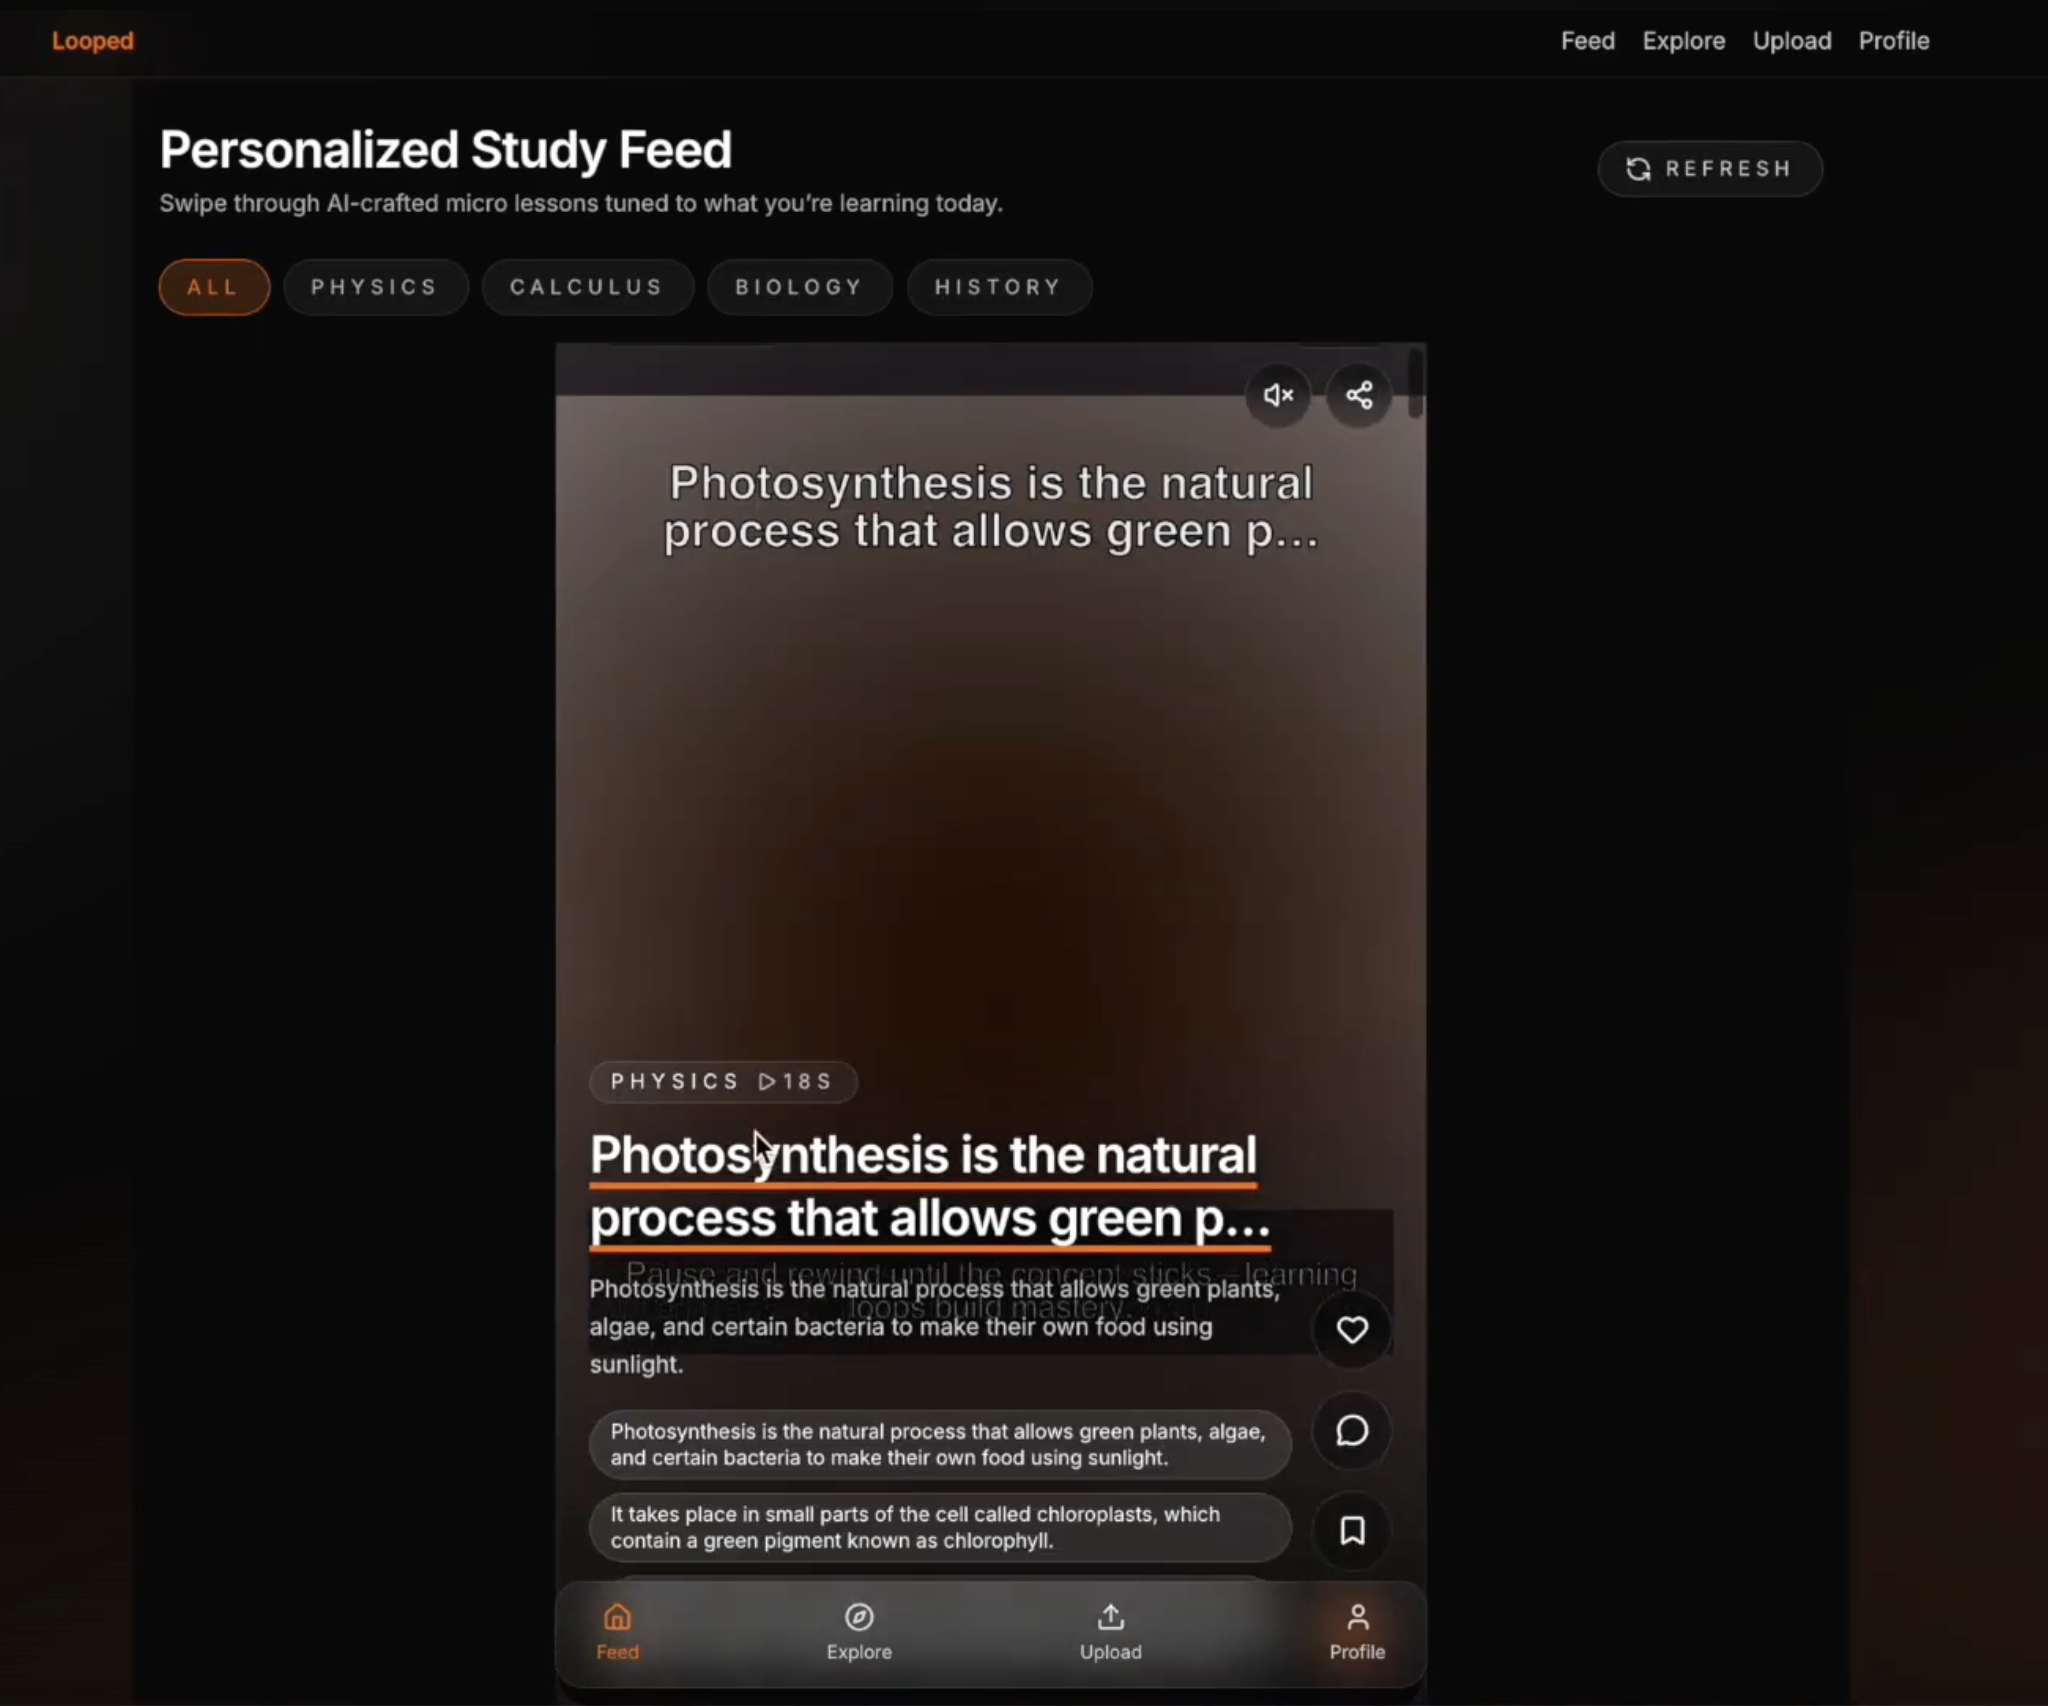 Looped
Feed Explore Upload Profile
Personalized Study Feed
Swipe through AI-crafted micro lessons tuned to what you're learning today.
REFRESH
ALL PHYSICS CALCULUS BIOLOGY HISTORY
Photosynthesis is the natural
process that allows green p...
PHYSICS 18S
Photosynthesis is the natural
process that allows green p...
Pause and rewind until the concept sticks—learning
loops build mastery.
Photosynthesis is the natural process that allows green plants,
algae, and certain bacteria to make their own food using
sunlight.
Photosynthesis is the natural process that allows green plants, algae,
and certain bacteria to make their own food using sunlight.
It takes place in small parts of the cell called chloroplasts, which
contain a green pigment known as chlorophyll.
Feed Explore Upload Profile